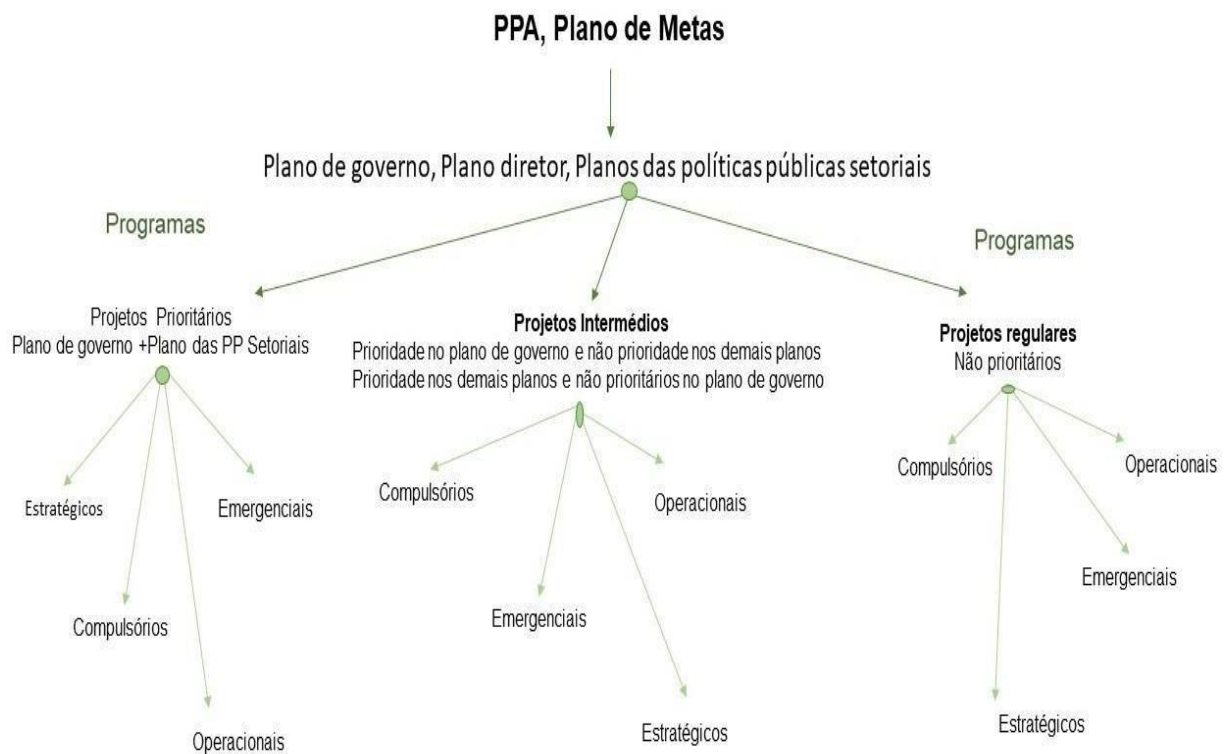 PPA, Plano de Metas
Plano de governo, Plano diretor, Planos das políticas públicas setoriais
Programas
Programas
Projetos Prioritários
Plano de governo +Plano das PP Setoriais
Projetos Intermédios
Prioridade no plano de governo e não prioridade nos demais planos
Prioridade nos demais planos e não prioritários no plano de governo
Projetos regulares
Não prioritários
Estratégicos
Emergenciais
Compulsórios
Operacionais
Compulsórios
Operacionais
Emergenciais
Estratégicos
Compulsórios
Operacionais
Emergenciais
Estratégicos